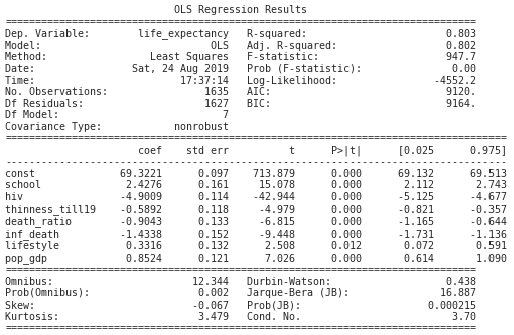 OLS Regression Results
==============================================================================
Dep. Variable: life_expectancy R-squared: 0.803
Model: OLS Adj. R-squared: 0.802
Method: Least Squares F-statistic: 947.7
Date: Sat, 24 Aug 2019 Prob (F-statistic): 0.00
Time: 17:37:14 Log-Likelihood: -4552.2
No. Observations: 1635 AIC: 9120.
Df Residuals: 1627 BIC: 9164.
Df Model: 7
Covariance Type: nonrobust
==============================================================================
coef std err t P>|t| [0.025 0.975]
------------------------------------------------------------------------------
const 69.3221 0.097 713.879 0.000 69.132 69.513
school 2.4276 0.161 15.078 0.000 2.112 2.743
hiv -4.9009 0.114 -42.944 0.000 -5.125 -4.677
thinness_till19 -0.5892 0.118 -4.979 0.000 -0.821 -0.357
death_ratio -0.9043 0.133 -6.815 0.000 -1.165 -0.644
inf_death -1.4338 0.152 -9.448 0.000 -1.731 -1.136
lifestyle 0.3316 0.132 2.508 0.012 0.072 0.591
pop_gdp 0.8524 0.121 7.026 0.000 0.614 1.090
==============================================================================
Omnibus: 12.344 Durbin-Watson: 0.438
Prob(Omnibus): 0.002 Jarque-Bera (JB): 16.887
Skew: -0.067 Prob(JB): 0.000215
Kurtosis: 3.479 Cond. No. 3.70
==============================================================================